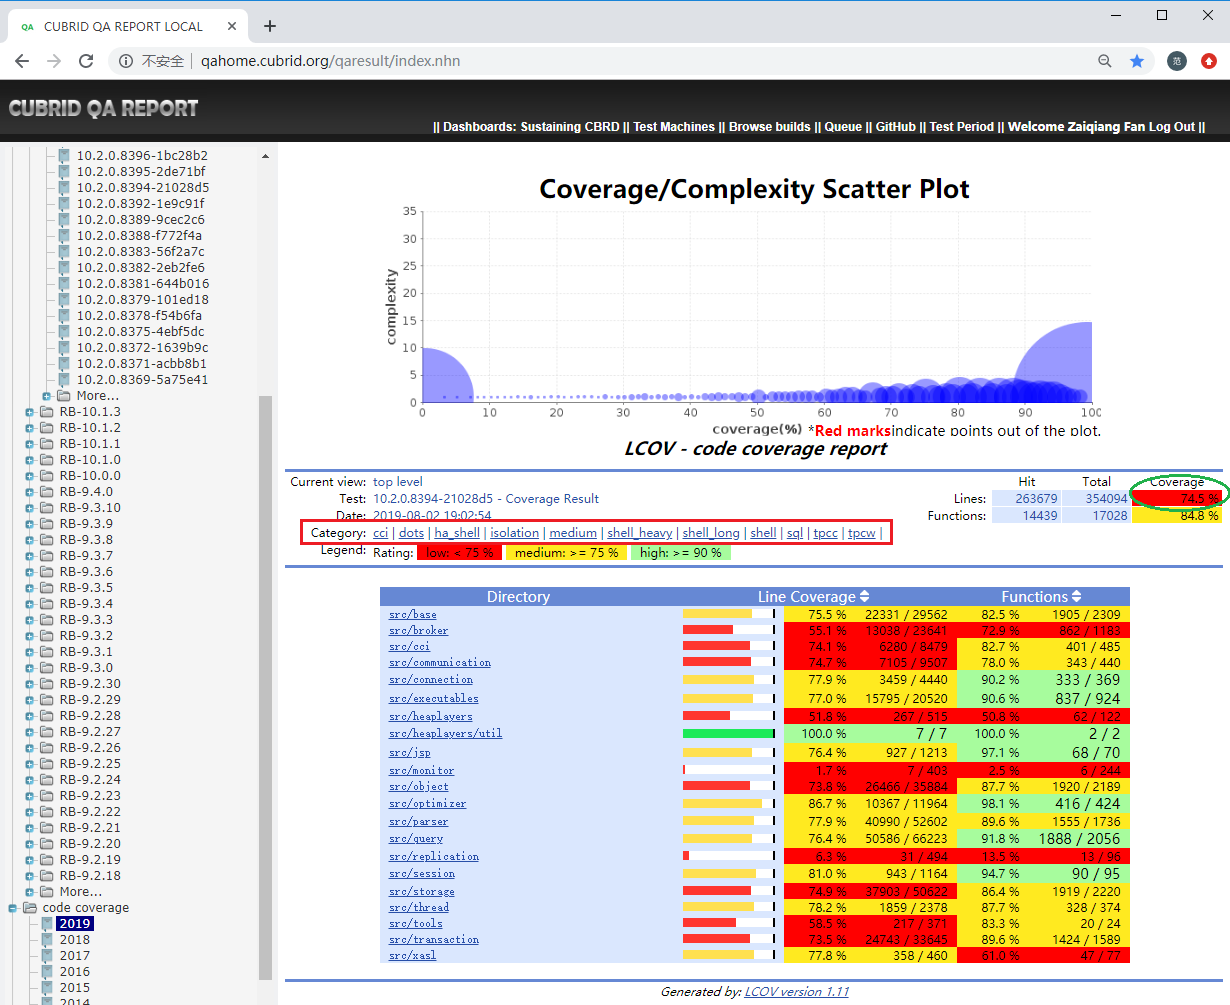 QA CUBRID QA REPORT LOCAL
不安全 qahome.cubrid.org/qaresult/index.nhn
范
CUBRID QA REPORT
|| Dashboards: Sustaining CBRD || Test Machines || Browse builds || Queue || GitHub || Test Period || Welcome Zaiqiang Fan Log Out ||
10.2.0.8396-1bc28b2
10.2.0.8395-2de71bf
10.2.0.8394-21028d5
10.2.0.8392-1e9c91f
10.2.0.8389-9cec2c6
10.2.0.8388-f772f4a
10.2.0.8383-56f2a7c
10.2.0.8382-2eb2fe6
10.2.0.8381-644b016
10.2.0.8379-101ed18
10.2.0.8378-f54b6fa
10.2.0.8375-4ebf5dc
10.2.0.8372-1639b9c
10.2.0.8371-acbb8b1
10.2.0.8369-5a75e41
More...
RB-10.1.3
RB-10.1.2
RB-10.1.1
RB-10.1.0
RB-10.0.0
RB-9.4.0
RB-9.3.10
RB-9.3.9
RB-9.3.8
RB-9.3.7
RB-9.3.6
RB-9.3.5
RB-9.3.4
RB-9.3.3
RB-9.3.2
RB-9.3.1
RB-9.3.0
RB-9.2.30
RB-9.2.29
RB-9.2.28
RB-9.2.27
RB-9.2.26
RB-9.2.25
RB-9.2.24
RB-9.2.23
RB-9.2.22
RB-9.2.21
RB-9.2.20
RB-9.2.19
RB-9.2.18
More...
code coverage
2019
2018
2017
2016
2015
2014
Coverage/Complexity Scatter Plot
35
30
25
20
15
10
5
0
complexity
0 10 20 30 40 50 60 70 80 90 100
coverage(%) *Red marksindicate points out of the plot.
LCOV - code coverage report
Current view: top level Hit Total Coverage
Test: 10.2.0.8394-21028d5 - Coverage Result Lines: 263679 354094 74.5 %
Date: 2019-08-02 19:02:54 Functions: 14439 17028 84.8 %
Category: cci | dots | ha_shell | isolation | medium | shell_heavy | shell_long | shell | sql | tpcc | tpcw |
Legend: Rating: low: < 75 % medium: >= 75 % high: >= 90 %
Directory Line Coverage Functions
src/base 75.5 % 22331 / 29562 82.5 % 1905 / 2309
src/broker 55.1 % 13038 / 23641 72.9 % 862 / 1183
src/cci 74.1 % 6280 / 8479 82.7 % 401 / 485
src/communication 74.7 % 7105 / 9507 78.0 % 343 / 440
src/connection 77.9 % 3459 / 4440 90.2 % 333 / 369
src/executables 77.0 % 15795 / 20520 90.6 % 837 / 924
src/heaplayers 51.8 % 267 / 515 50.8 % 62 / 122
src/heaplayers/util 100.0 % 7 / 7 100.0 % 2 / 2
src/jsp 76.4 % 927 / 1213 97.1 % 68 / 70
src/monitor 1.7 % 7 / 403 2.5 % 6 / 244
src/object 73.8 % 26466 / 35884 87.7 % 1920 / 2189
src/optimizer 86.7 % 10367 / 11964 98.1 % 416 / 424
src/parser 77.9 % 40990 / 52602 89.6 % 1555 / 1736
src/query 76.4 % 50586 / 66223 91.8 % 1888 / 2056
src/replication 6.3 % 31 / 494 13.5 % 13 / 96
src/session 81.0 % 943 / 1164 94.7 % 90 / 95
src/storage 74.9 % 37903 / 50622 86.4 % 1919 / 2220
src/thread 78.2 % 1859 / 2378 87.7 % 328 / 374
src/tools 58.5 % 217 / 371 83.3 % 20 / 24
src/transaction 73.5 % 24743 / 33645 89.6 % 1424 / 1589
src/xasl 77.8 % 358 / 460 61.0 % 47 / 77
Generated by: LCOV version 1.11